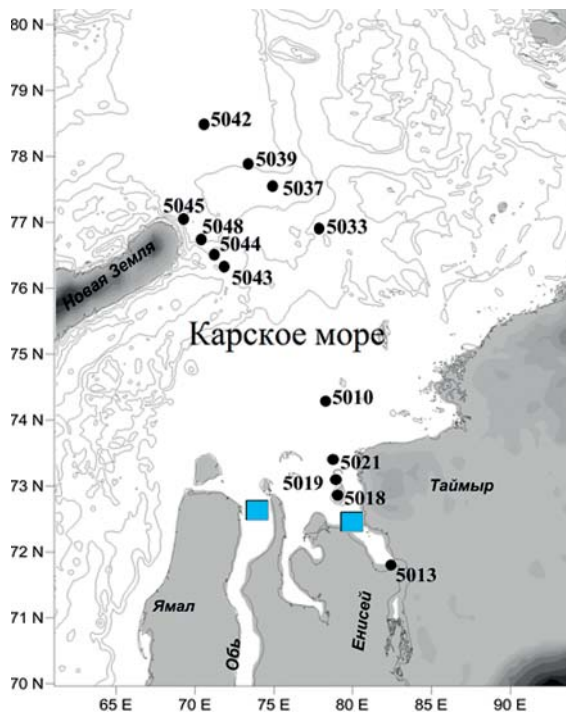 80 N
79 N
5042
78 N
5039
5037
77 N
5045
5048
5033
5044
5043
Новая Земля
76 N
Карское море
75 N
5010
74 N
5021
5019
Таймыр
73 N
5018
72 N
5013
Ямал
Обь
Енисей
71 N
70 N
65 E
70 E
75 E
80 E
85 E
90 E